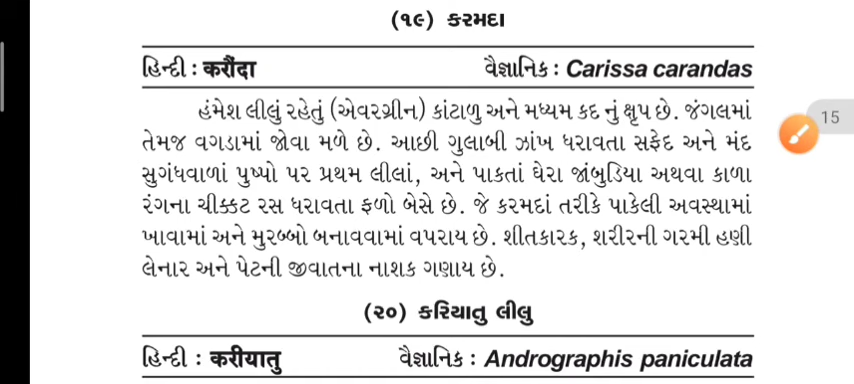 (૧૯) કરમદા
હિન્દી : करौंदा વૈજ્ઞાનિક : Carissa carandas
હંમેશ લીલું રહેતું (એવરગ્રીન) કાંટાળુ અને મધ્યમ કદ નું ક્ષૃપ છે. જંગલમાં
તેમજ વગડામાં જોવા મળે છે. આછી ગુલાબી ઝાંખ ધરાવતા સફેદ અને મંદ
સુગંધવાળાં પુષ્પો પર પ્રથમ લીલાં, અને પાકતાં ઘેરા જાંબુડિયા અથવા કાળા
રંગના ચીક્કટ રસ ધરાવતા ફળો બેસે છે. જે કરમદાં તરીકે પાકેલી અવસ્થામાં
ખાવામાં અને મુરબ્બો બનાવવામાં વપરાય છે. શીતકારક, શરીરની ગરમી હણી
લેનાર અને પેટની જીવાતના નાશક ગણાય છે.
15
(૨૦) કરિયાતુ લીલુ
હિન્દી : करीयातु વૈજ્ઞાનિક : Andrographis paniculata